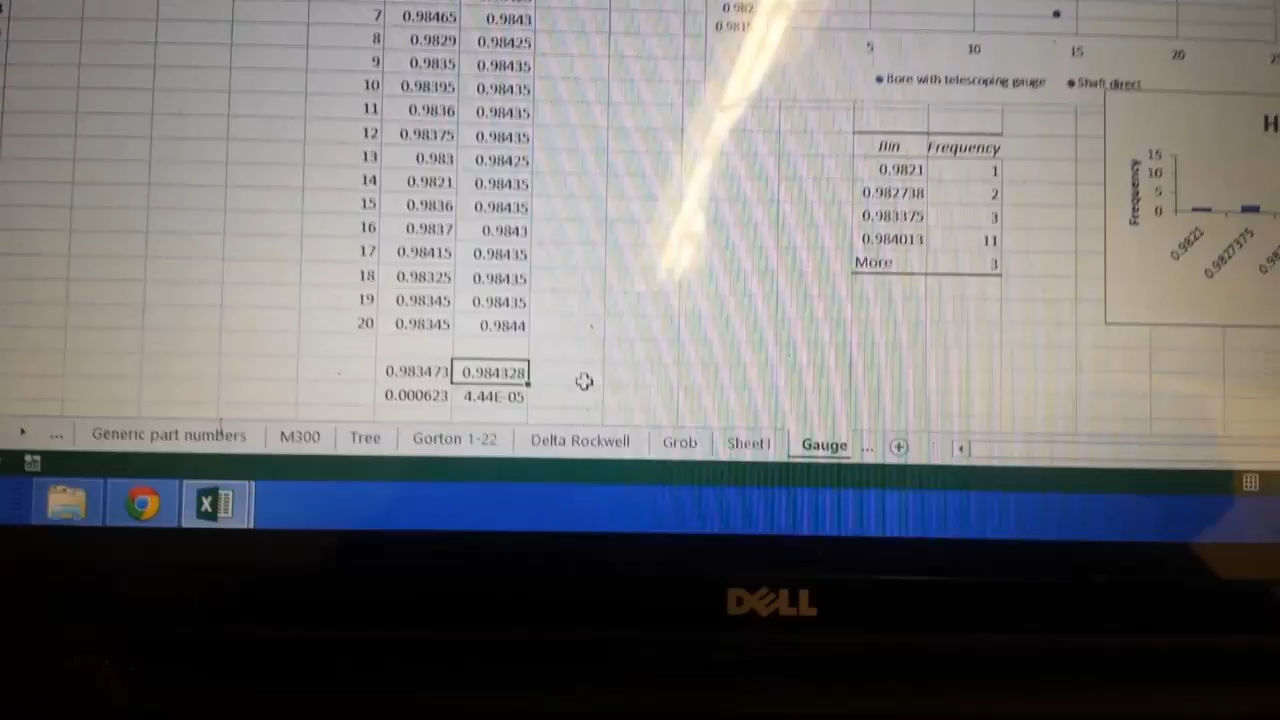 7 0.98465 0.9843
8 0.9829 0.98425
9 0.9835 0.98435
10 0.98395 0.98435
11 0.9836 0.98435
12 0.98375 0.98435
13 0.983 0.98425
14 0.9821 0.98435
15 0.9836 0.98435
16 0.9837 0.9843
17 0.98415 0.98435
18 0.98325 0.98435
19 0.98345 0.98435
20 0.98345 0.9844
0.983473 0.984328
0.000623 4.44E-05
0.982
5 10 15 20
Bore with telescoping gauge Shaft direct
Bin Frequency
0.9821 1
0.982738 2
0.983375 3
0.984013 11
More 3
H
Frequency
15
10
5
0
0.9821
0.9827375
... Generic part numbers M300 Tree Gorton 1-22 Delta Rockwell Grob Sheet1 Gauge ...
DELL